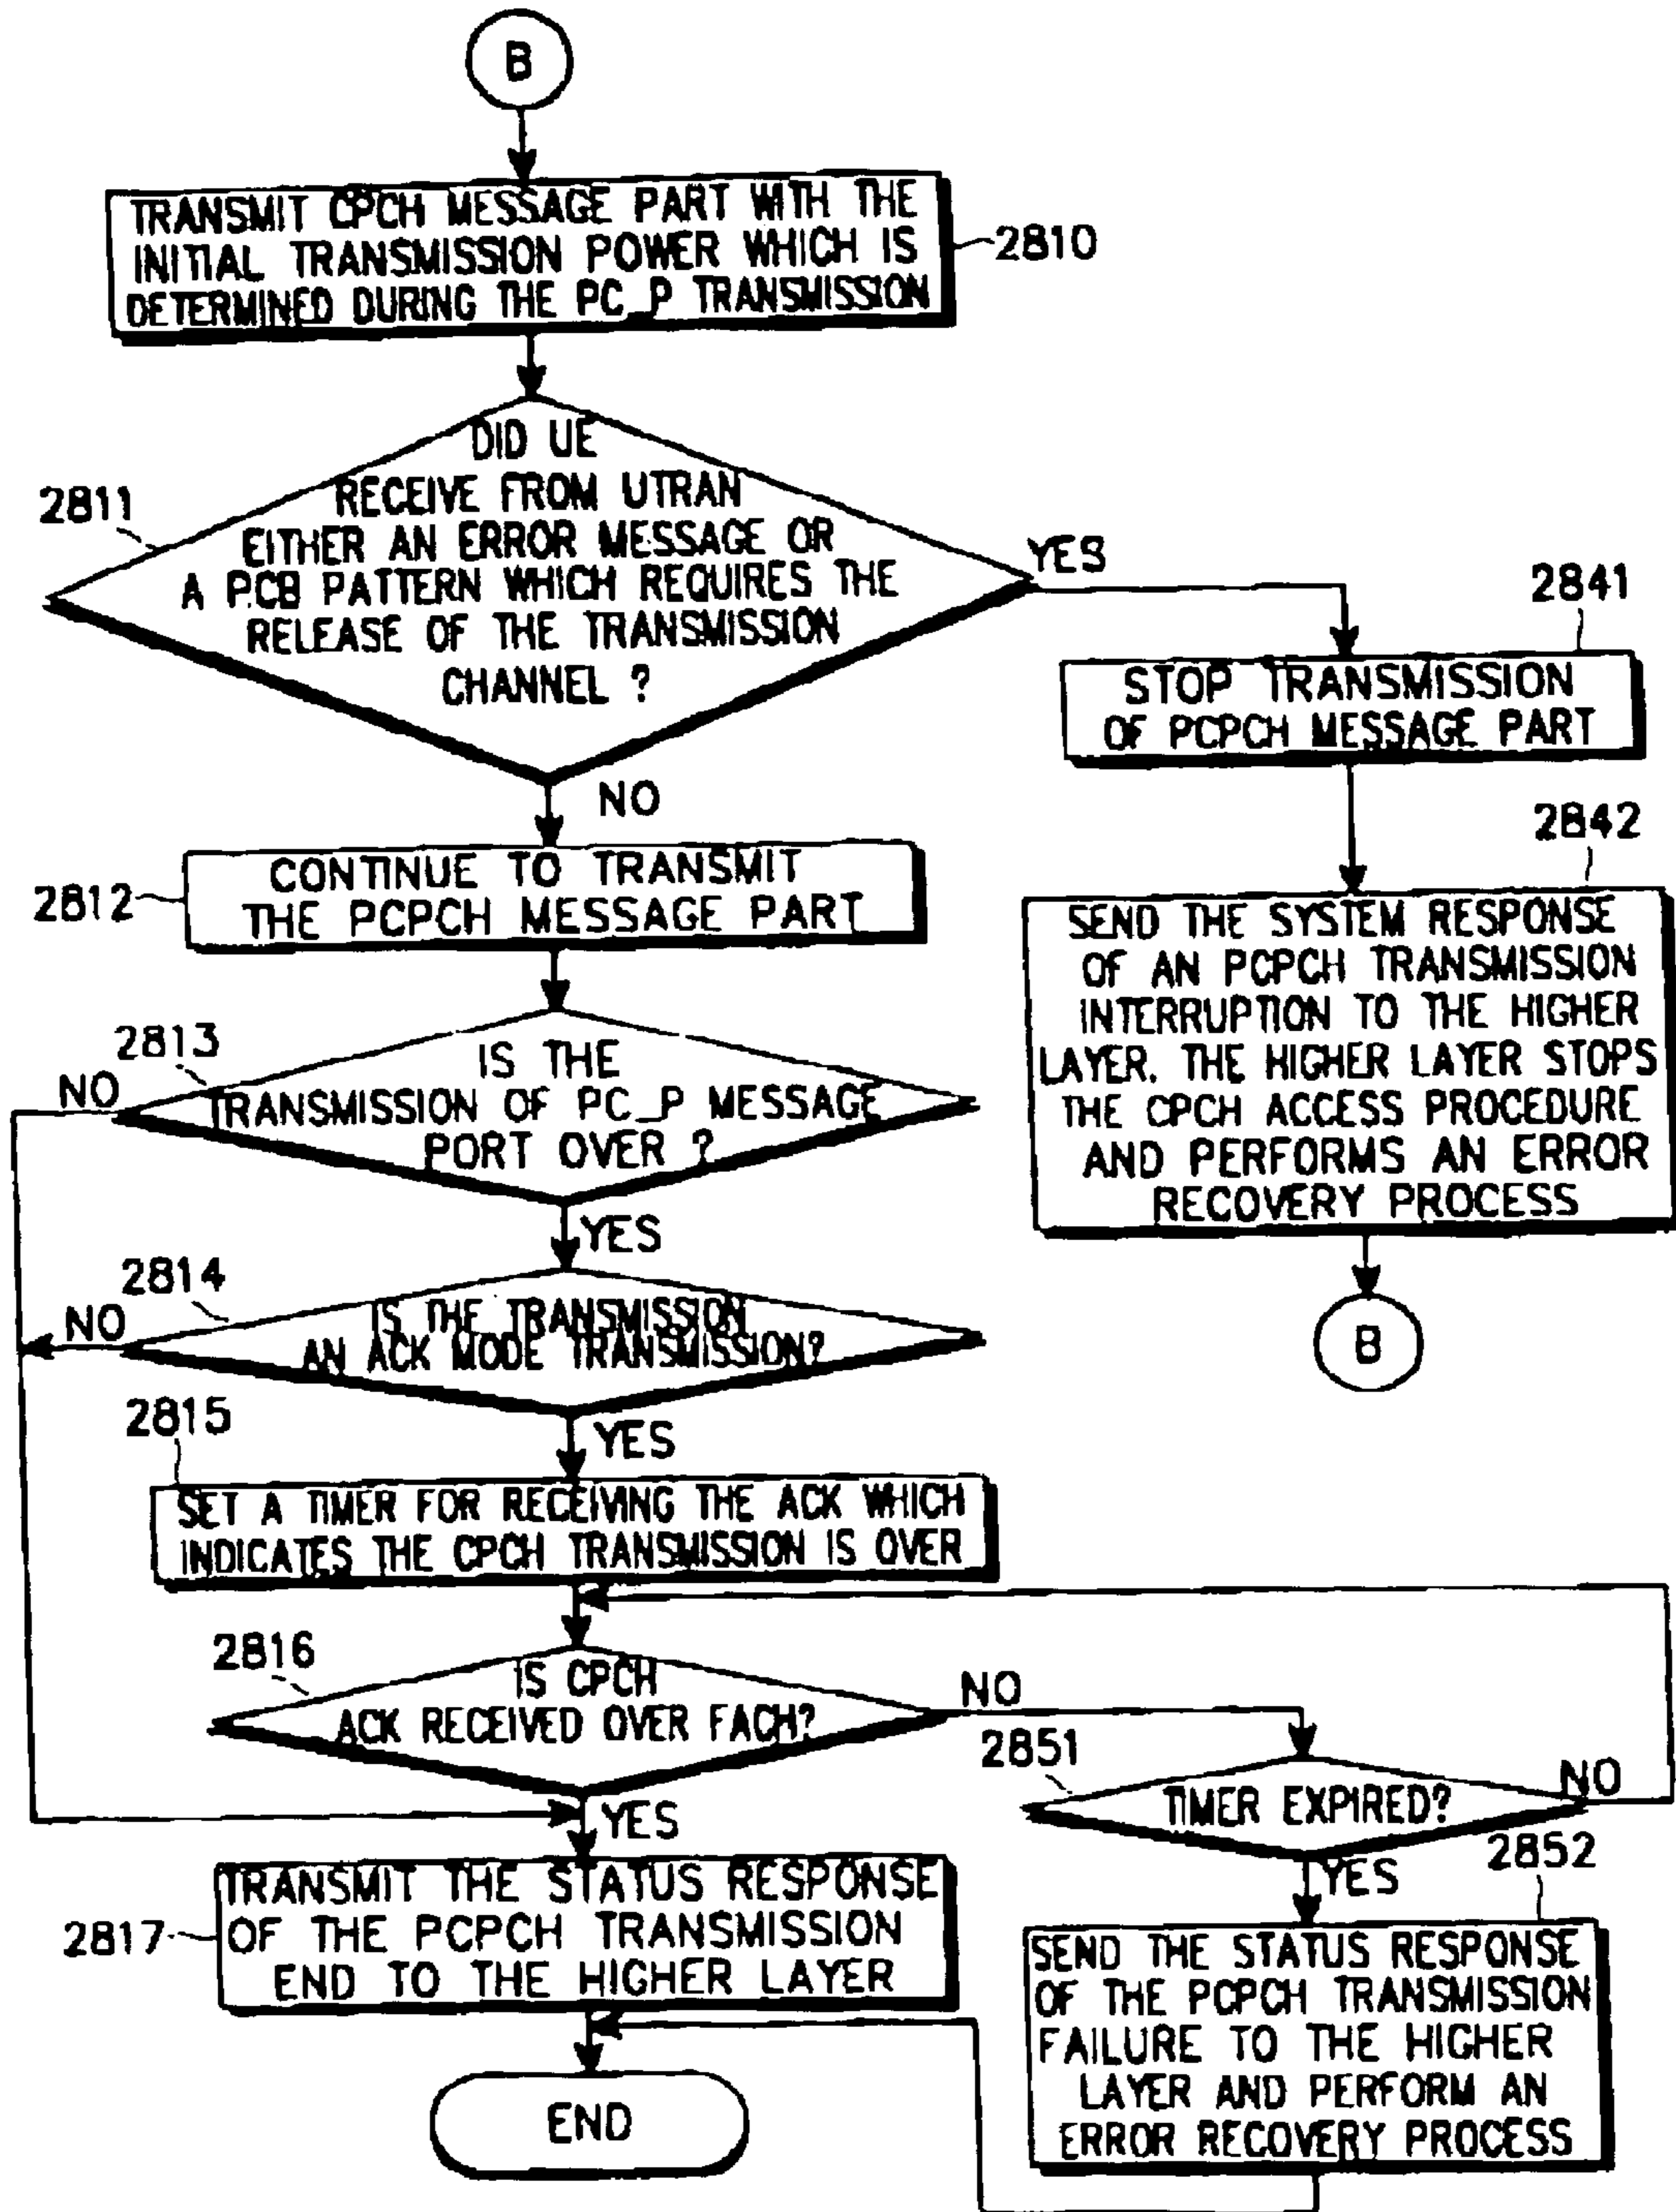 B
TRANSMIT CPCH MESSAGE PART WITH THE
INITIAL TRANSMISSION POWER WHICH IS
DETERMINED DURING THE PC_P TRANSMISSION
2810
DID UE
RECEIVE FROM UTRAN
EITHER AN ERROR MESSAGE OR
A PCB PATTERN WHICH REQUIRES THE
RELEASE OF THE TRANSMISSION
CHANNEL ?
2811
YES
NO
2841
STOP TRANSMISSION
OF PCPCH MESSAGE PART
2842
SEND THE SYSTEM RESPONSE
OF AN PCPCH TRANSMISSION
INTERRUPTION TO THE HIGHER
LAYER. THE HIGHER LAYER STOPS
THE CPCH ACCESS PROCEDURE
AND PERFORMS AN ERROR
RECOVERY PROCESS
B
2812
CONTINUE TO TRANSMIT
THE PCPCH MESSAGE PART
2813
NO
IS THE
TRANSMISSION OF PC_P MESSAGE
PORT OVER ?
YES
2814
NO
IS THE TRANSMISSION
AN ACK MODE TRANSMISSION?
YES
2815
SET A TIMER FOR RECEIVING THE ACK WHICH
INDICATES THE CPCH TRANSMISSION IS OVER
2816
IS CPCH
ACK RECEIVED OVER FACH?
NO
YES
2851
TIMER EXPIRED?
NO
YES
2852
SEND THE STATUS RESPONSE
OF THE PCPCH TRANSMISSION
FAILURE TO THE HIGHER
LAYER AND PERFORM AN
ERROR RECOVERY PROCESS
2817
TRANSMIT THE STATUS RESPONSE
OF THE PCPCH TRANSMISSION
END TO THE HIGHER LAYER
END